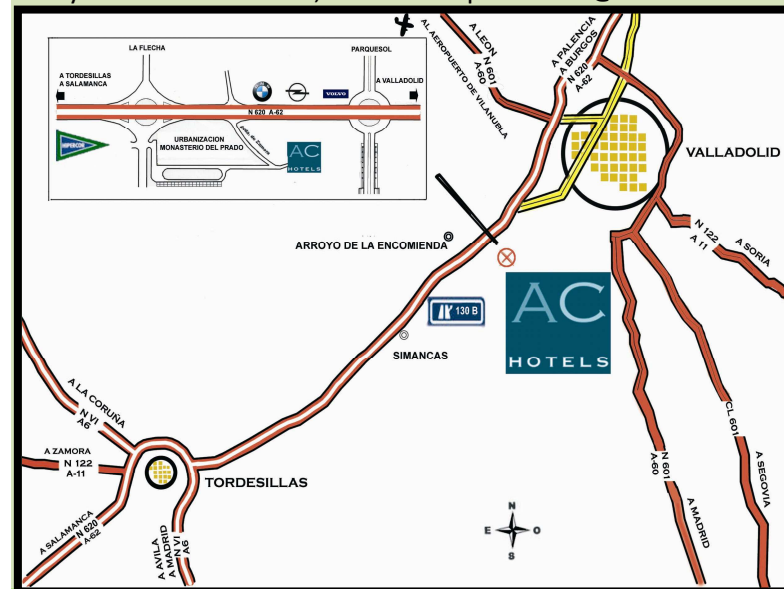 LA FLECHA
PARQUESOL
A TORDESILLAS
A SALAMANCA
A VALLADOLID
VOLVO
N 620 A-62
HIPERCOR
URBANIZACION
MONASTERIO DEL PRADO
AC
HOTELS
A LEON
N 601
A-60
AL AEROPUERTO DE VILANUBLA
A PALENCIA
A BURGOS
N 620
A-62
VALLADOLID
N 122
A 11
A SORIA
ARROYO DE LA ENCOMIENDA
130 B
SIMANCAS
AC
HOTELS
A LA CORUÑA
N VI
A6
A ZAMORA
N 122
A-11
TORDESILLAS
A SALAMANCA
N 620
A-62
A AVILA
A MADRID
N VI
A6
N 601
A-60
A MADRID
CL 601
A SEGOVIA
N
E
O
S